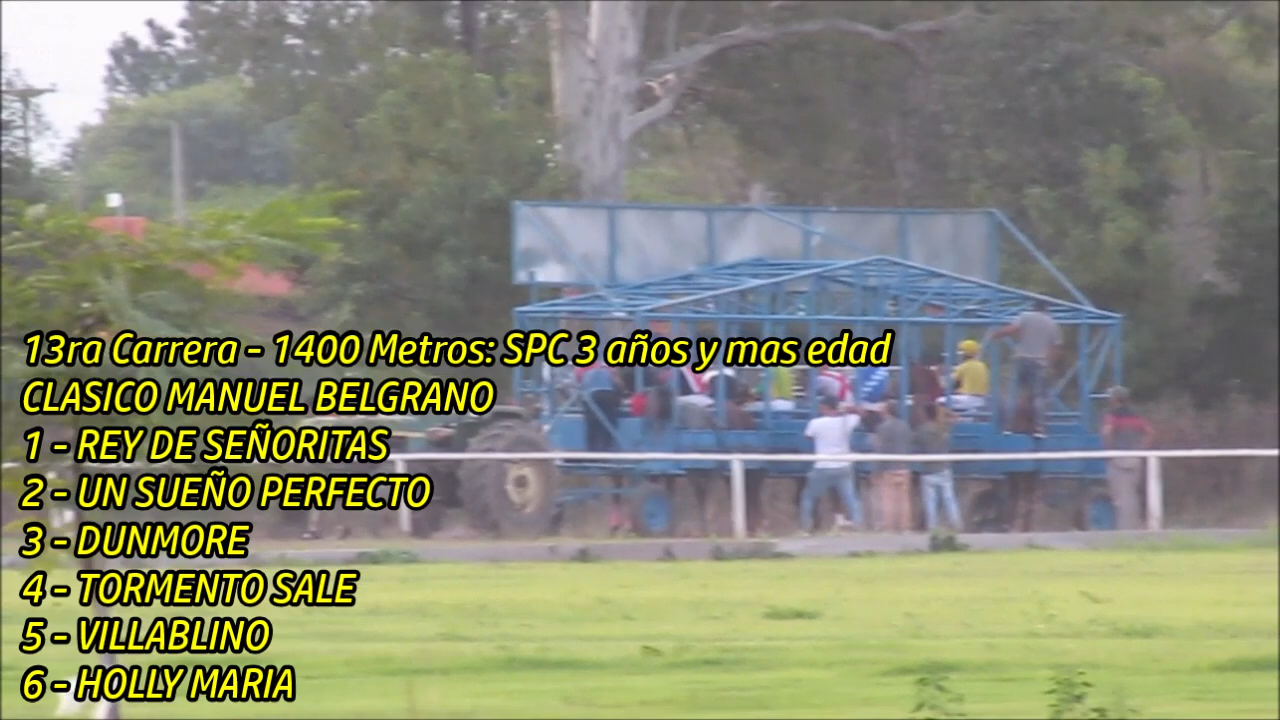 13ra Carrera - 1400 Metros: SPC 3 años y mas edad
CLASICO MANUEL BELGRANO
1 - REY DE SEÑORITAS
2 - UN SUEÑO PERFECTO
3 - DUNMORE
4 - TORMENTO SALE
5 - VILLABLINO
6 - HOLLY MARIA